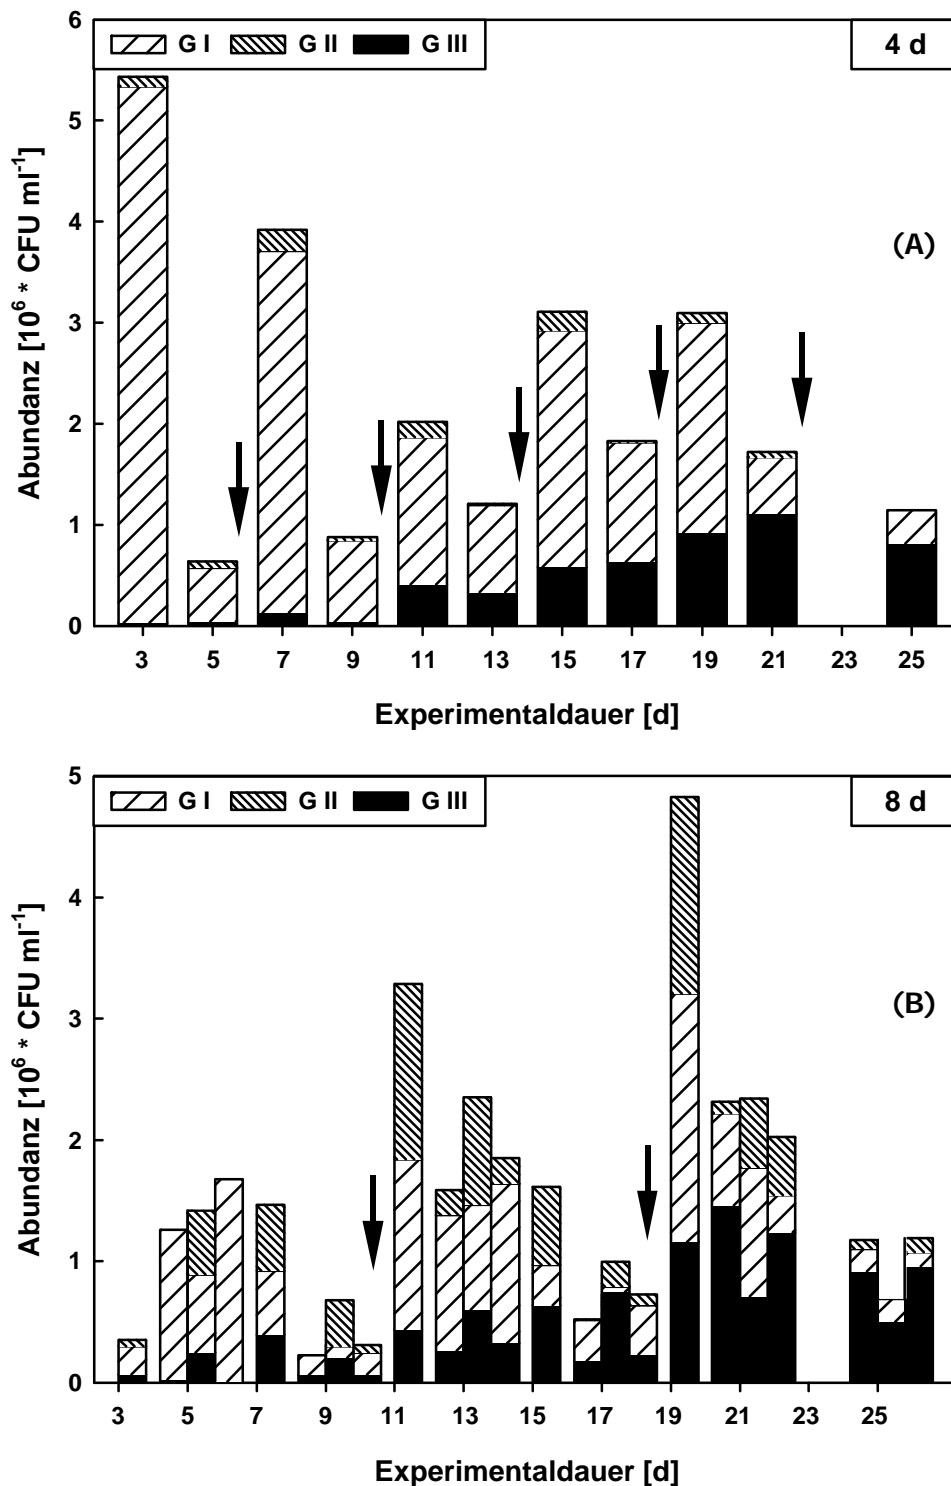 6
G I G II G III
4 d
5
4
(A)
3
2
1
0
Abundanz [10⁶ * CFU ml⁻¹]
3 5 7 9 11 13 15 17 19 21 23 25
Experimentaldauer [d]
5
G I G II G III
8 d
4
3
(B)
2
1
0
Abundanz [10⁶ * CFU ml⁻¹]
3 5 7 9 11 13 15 17 19 21 23 25
Experimentaldauer [d]